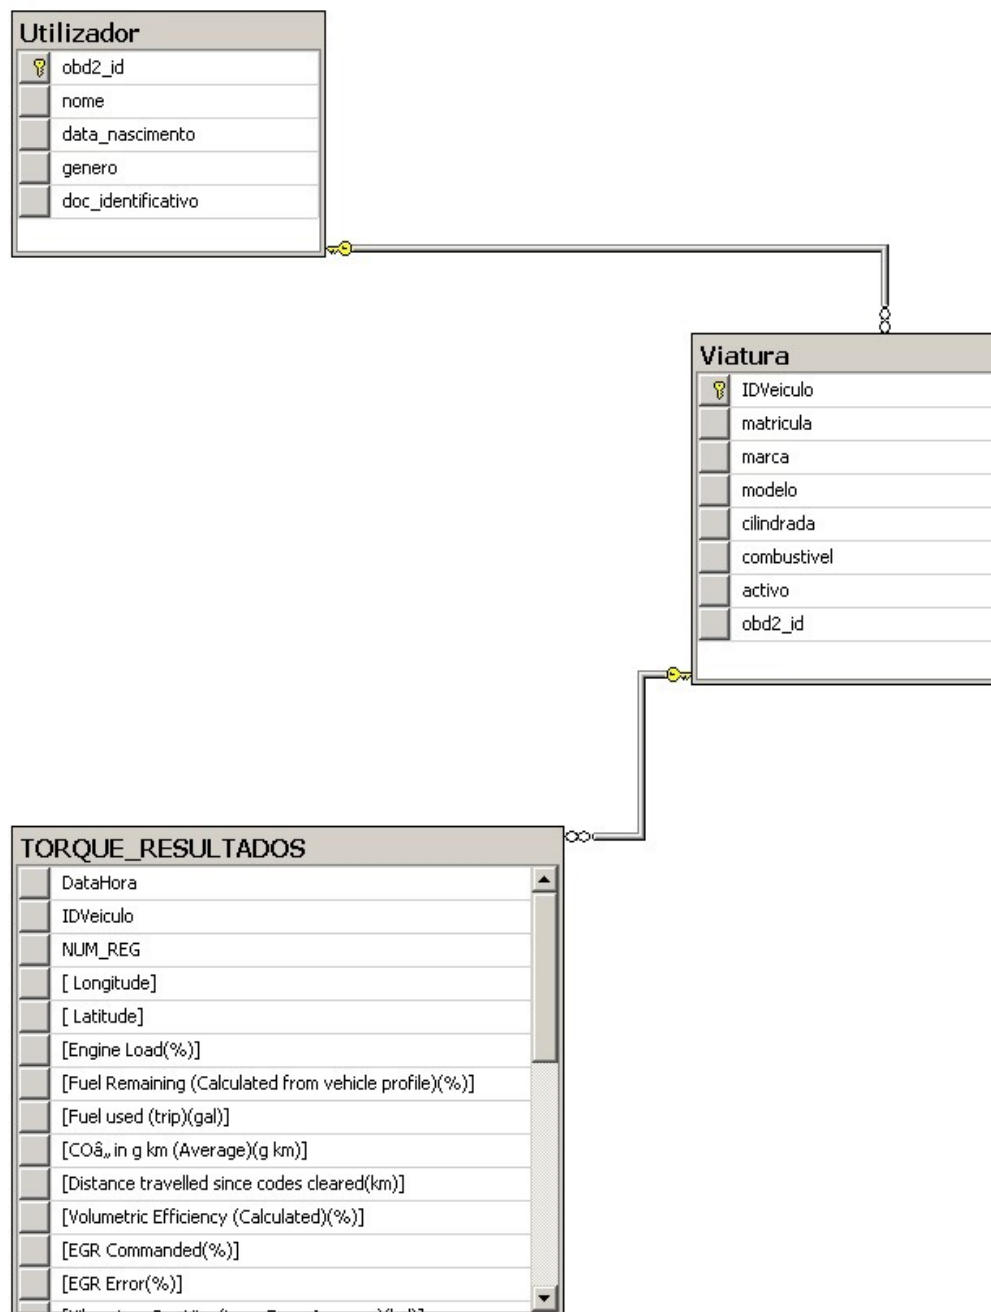 Utilizador
obd2_id
nome
data_nascimento
genero
doc_identificativo
Viatura
IDVeiculo
matricula
marca
modelo
cilindrada
combustivel
activo
obd2_id
TORQUE_RESULTADOS
DataHora
IDVeiculo
NUM_REG
[ Longitude]
[ Latitude]
[Engine Load(%)]
[Fuel Remaining (Calculated from vehicle profile)(%)]
[Fuel used (trip)(gal)]
[COâ„ in g km (Average)(g km)]
[Distance travelled since codes cleared(km)]
[Volumetric Efficiency (Calculated)(%)]
[EGR Commanded(%)]
[EGR Error(%)]